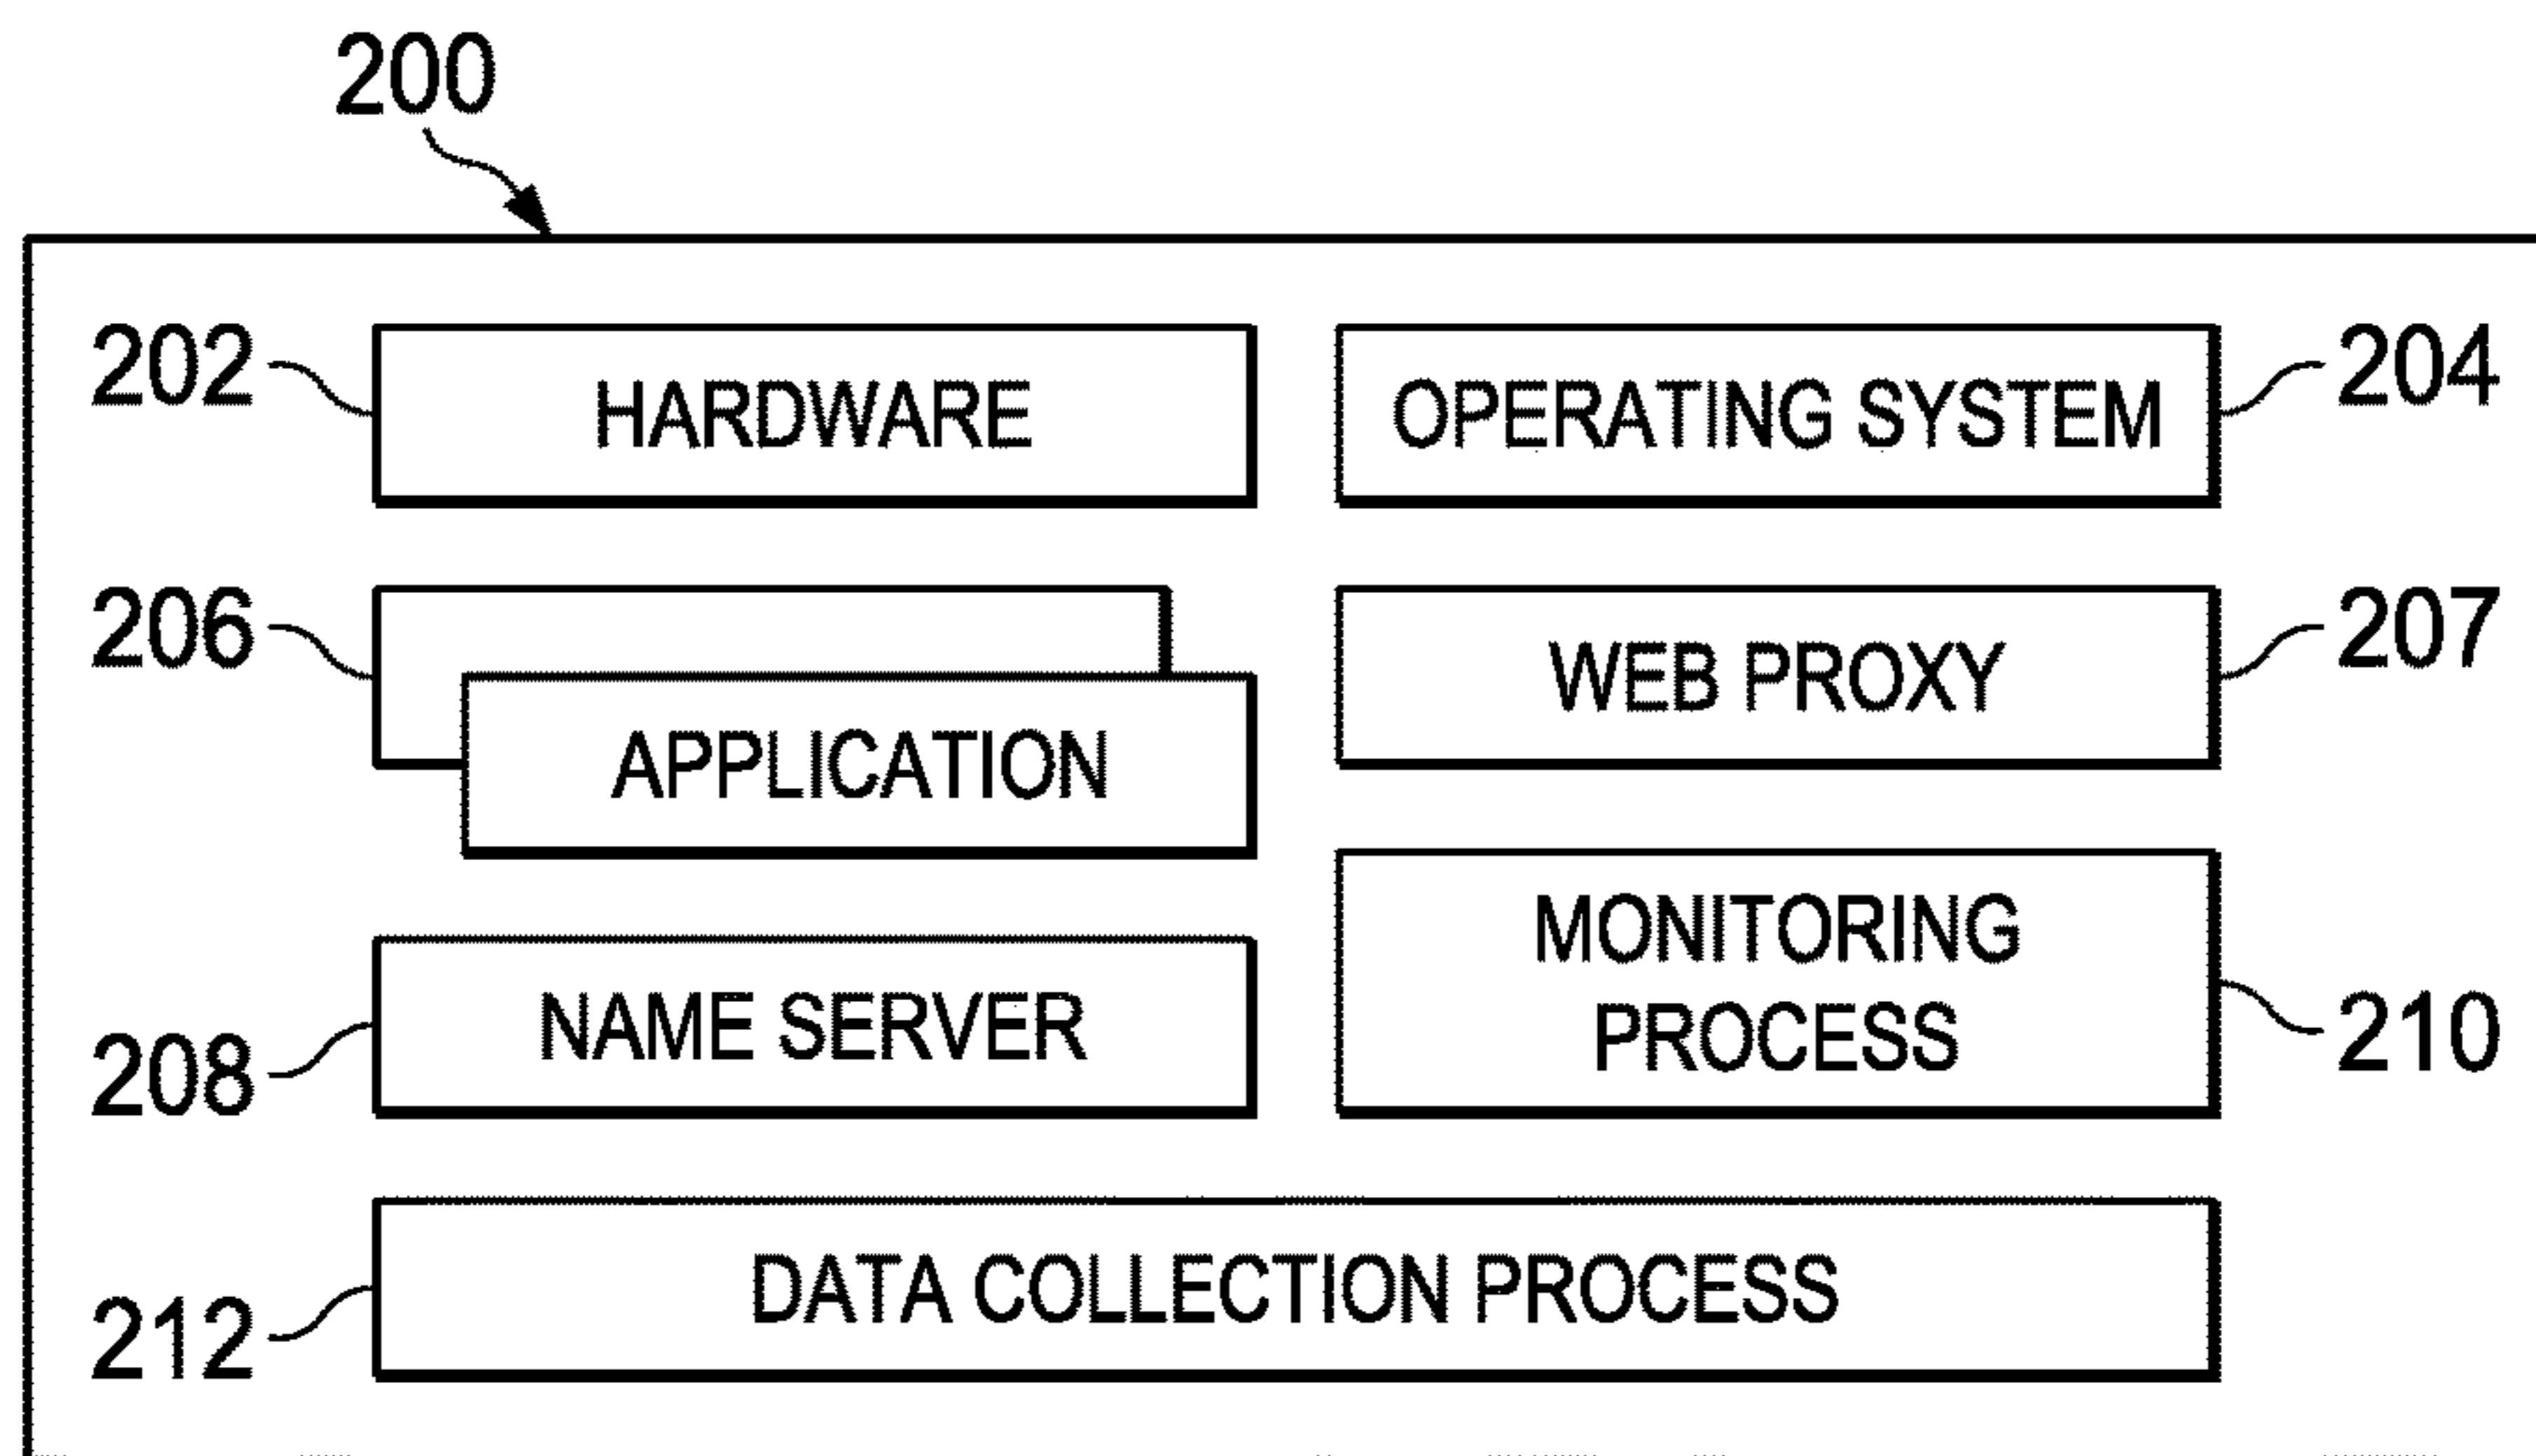 200
202 HARDWARE OPERATING SYSTEM 204
206 APPLICATION WEB PROXY 207
208 NAME SERVER MONITORING
PROCESS 210
212 DATA COLLECTION PROCESS